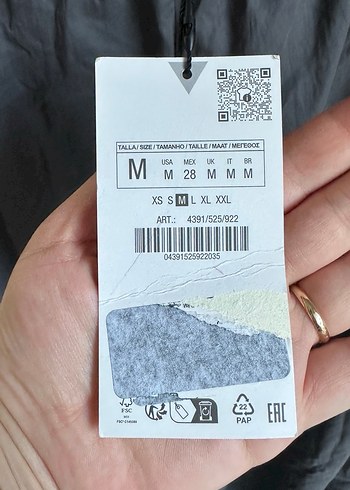 TALLA / SIZE / TAMANHO / TAILLE / MAAT / ΜΕΓΕΘΟΣ
M
USA MEX UK IT BR
M 28 M M M
XS S M L XL XXL
ART.: 4391/525/922
04391525922035
FSC
22
PAP
EAC